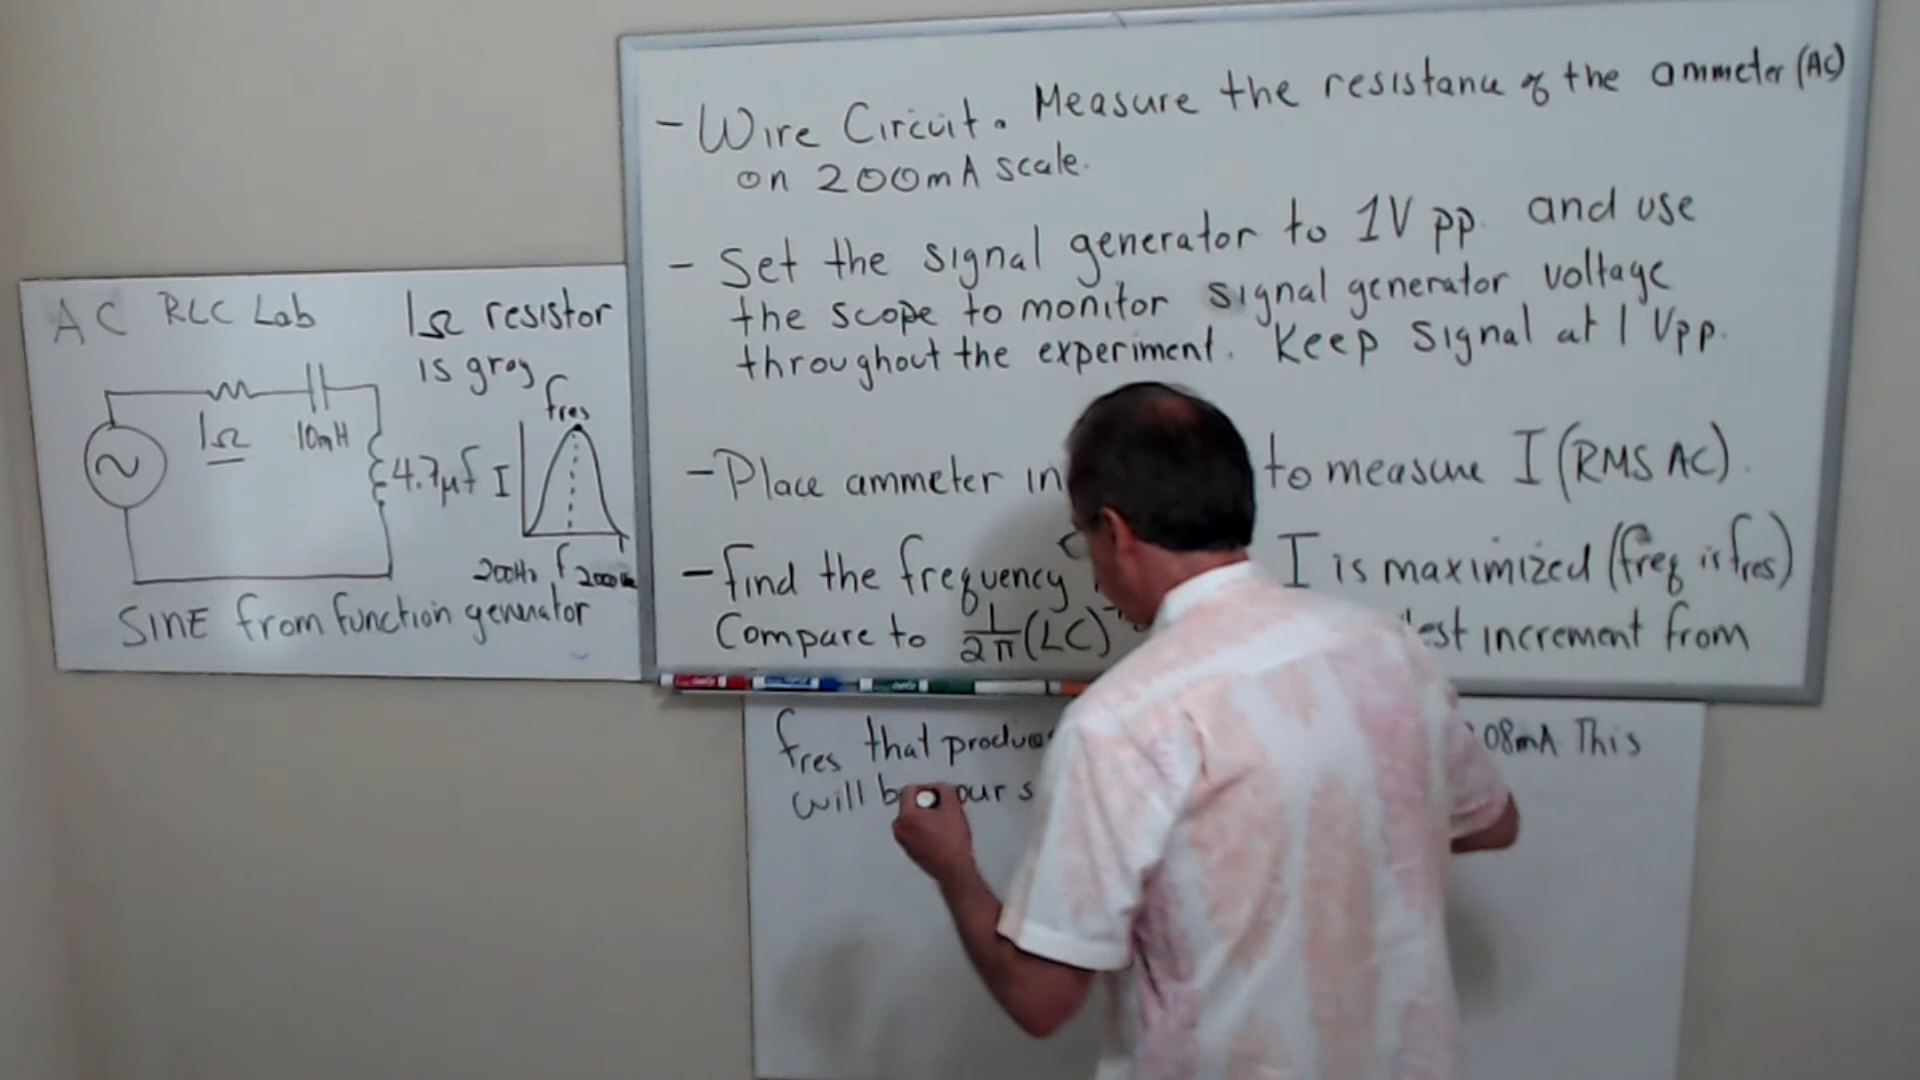 AC RLC Lab
1Ω resistor
is gray
1Ω
10mH
4.7μf
fres
I
200Hz
f
SINE from function generator
- Wire Circuit. Measure the resistance of the ammeter (AC)
on 200mA scale.
- Set the signal generator to 1V pp and use
the scope to monitor signal generator voltage
throughout the experiment. Keep signal at 1 Vpp.
- Place ammeter in to measure I (RMS AC).
- find the frequency I is maximized (freq is fres)
Compare to 1/2π (LC) increment from
fres that 08mA This
will our